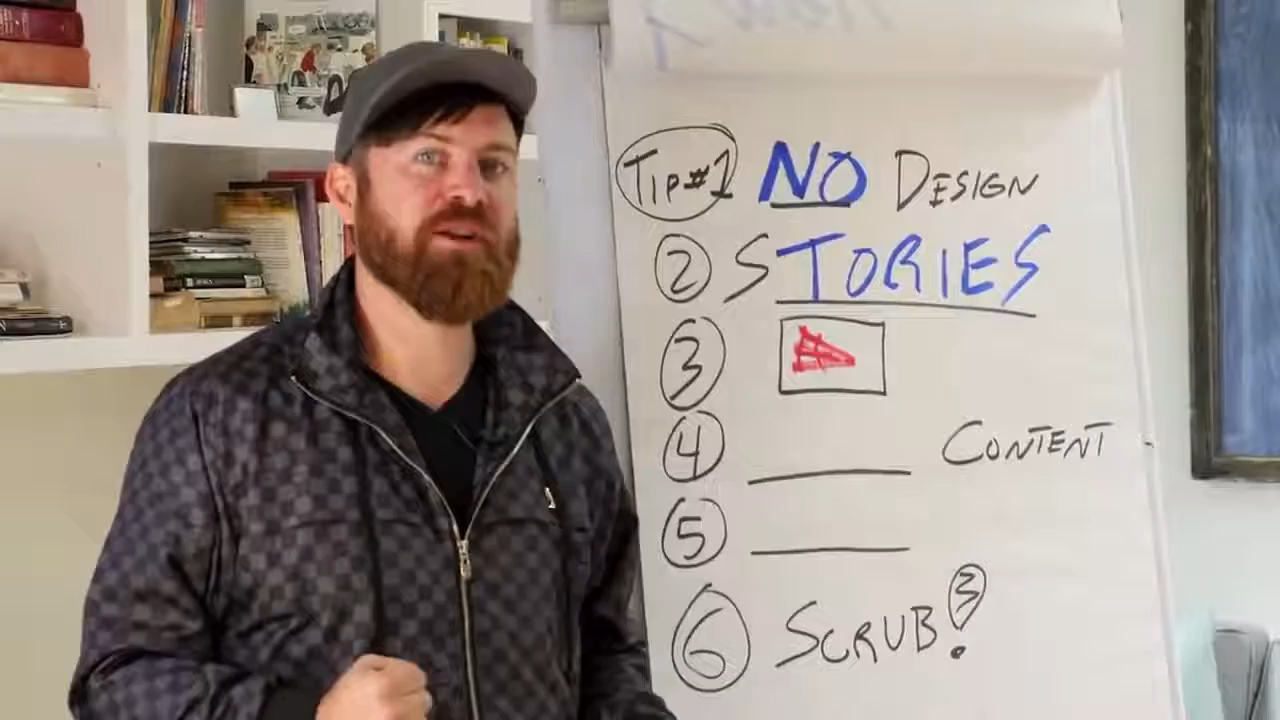 Tip#1 NO DESIGN
2 STORIES
3
4 CONTENT
5
6 SCRUB! 3